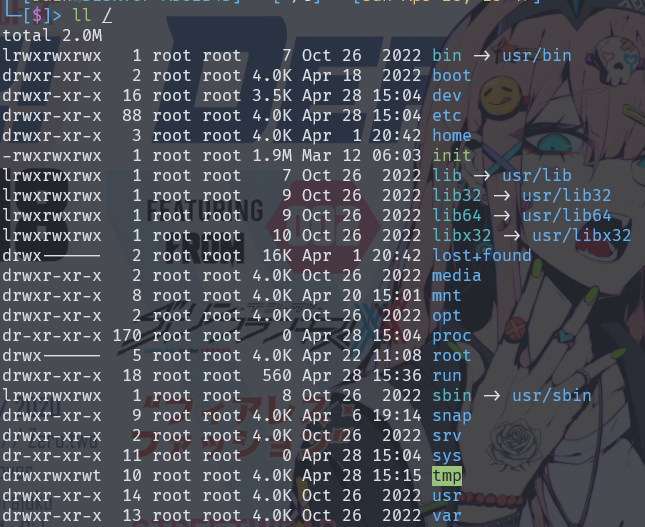 └─[$]> ll /
total 2.0M
lrwxrwxrwx   1 root root    7 Oct 26  2022 bin -> usr/bin
drwxr-xr-x   2 root root 4.0K Apr 18  2022 boot
drwxr-xr-x  16 root root 3.5K Apr 28 15:04 dev
drwxr-xr-x  88 root root 4.0K Apr 28 15:04 etc
drwxr-xr-x   3 root root 4.0K Apr  1 20:42 home
-rwxrwxrwx   1 root root 1.9M Mar 12 06:03 init
lrwxrwxrwx   1 root root    7 Oct 26  2022 lib -> usr/lib
lrwxrwxrwx   1 root root    9 Oct 26  2022 lib32 -> usr/lib32
lrwxrwxrwx   1 root root    9 Oct 26  2022 lib64 -> usr/lib64
lrwxrwxrwx   1 root root   10 Oct 26  2022 libx32 -> usr/libx32
drwx------   2 root root  16K Apr  1 20:42 lost+found
drwxr-xr-x   2 root root 4.0K Oct 26  2022 media
drwxr-xr-x   8 root root 4.0K Apr 20 15:01 mnt
drwxr-xr-x   2 root root 4.0K Oct 26  2022 opt
dr-xr-xr-x 170 root root    0 Apr 28 15:04 proc
drwx------   5 root root 4.0K Apr 22 11:08 root
drwxr-xr-x  18 root root  560 Apr 28 15:36 run
lrwxrwxrwx   1 root root    8 Oct 26  2022 sbin -> usr/sbin
drwxr-xr-x   9 root root 4.0K Apr  6 19:14 snap
drwxr-xr-x   2 root root 4.0K Oct 26  2022 srv
dr-xr-xr-x  11 root root    0 Apr 28 15:04 sys
drwxrwxrwt  10 root root 4.0K Apr 28 15:15 tmp
drwxr-xr-x  14 root root 4.0K Oct 26  2022 usr
drwxr-xr-x  13 root root 4.0K Oct 26  2022 var
FEATURING
FROM